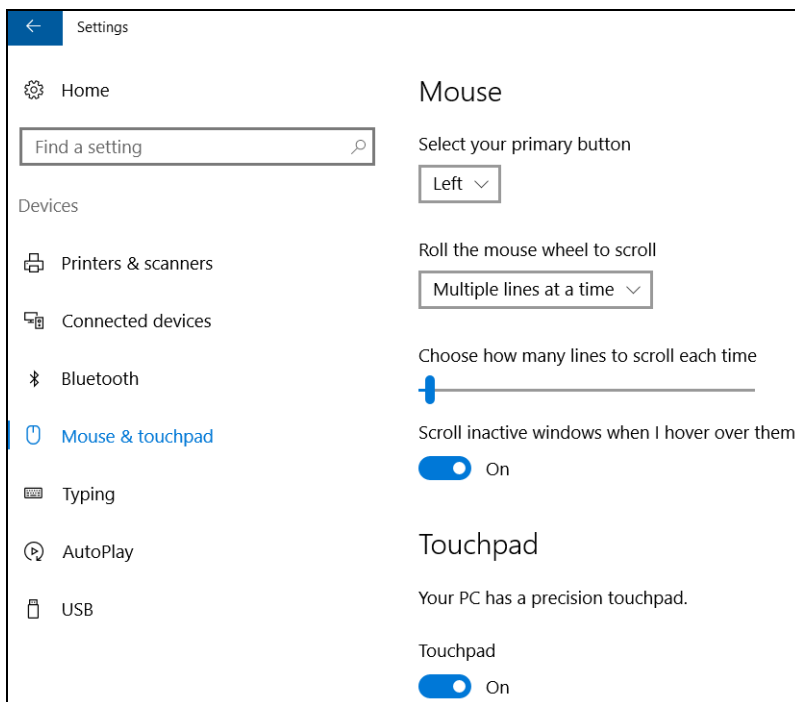 Settings
Home
Find a setting
Devices
Printers & scanners
Connected devices
Bluetooth
Mouse & touchpad
Typing
AutoPlay
USB
Mouse
Select your primary button
Left
Roll the mouse wheel to scroll
Multiple lines at a time
Choose how many lines to scroll each time
Scroll inactive windows when I hover over them
On
Touchpad
Your PC has a precision touchpad.
Touchpad
On